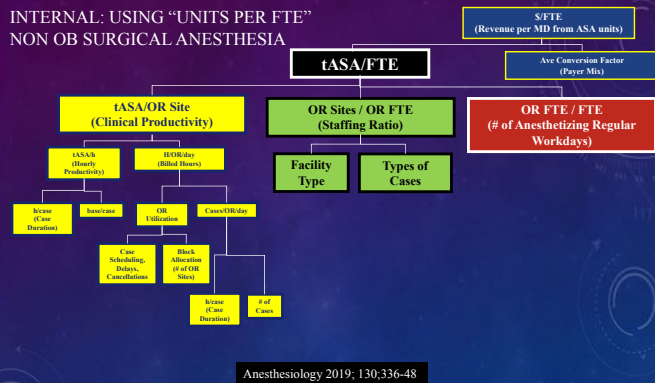 INTERNAL: USING “UNITS PER FTE”
NON OB SURGICAL ANESTHESIA
$/FTE
(Revenue per MD from ASA units)
Ave Conversion Factor
(Payer Mix)
tASA/FTE
tASA/OR Site
(Clinical Productivity)
OR Sites / OR FTE
(Staffing Ratio)
OR FTE / FTE
(# of Anesthetizing Regular
Workdays)
tASA/h
(Hourly
Productivity)
H/OR/day
(Billed Hours)
Facility
Type
Types of
Cases
h/case
(Case
Duration)
base/case
OR
Utilization
Cases/OR/day
Case
Scheduling,
Delays,
Cancellations
Block
Allocation
(# of OR
Sites)
h/case
(Case
Duration)
# of
Cases
Anesthesiology 2019; 130;336-48